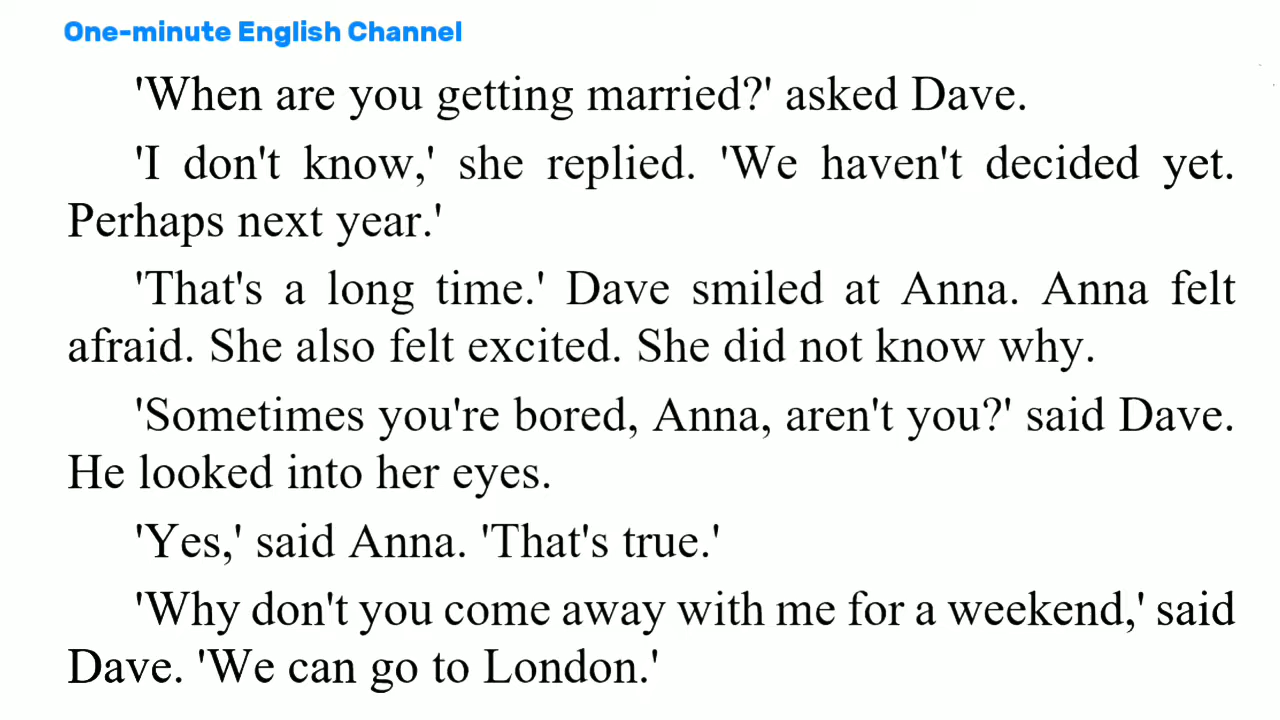 One-minute English Channel
'When are you getting married?' asked Dave.
'I don't know,' she replied. 'We haven't decided yet.
Perhaps next year.'
'That's a long time.' Dave smiled at Anna. Anna felt
afraid. She also felt excited. She did not know why.
'Sometimes you're bored, Anna, aren't you?' said Dave.
He looked into her eyes.
'Yes,' said Anna. 'That's true.'
'Why don't you come away with me for a weekend,' said
Dave. 'We can go to London.'